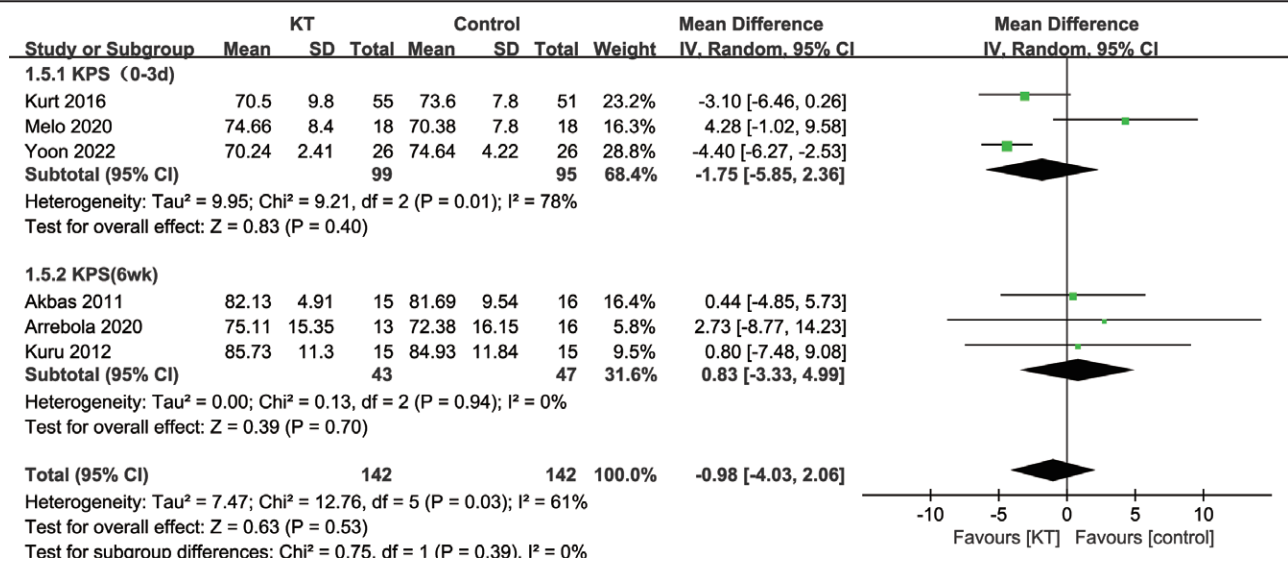 KT Control Mean Difference Mean Difference
Study or Subgroup Mean SD Total Mean SD Total Weight IV, Random, 95% CI IV, Random, 95% CI
1.5.1 KPS（0-3d)
Kurt 2016 70.5 9.8 55 73.6 7.8 51 23.2% -3.10 [-6.46, 0.26]
Melo 2020 74.66 8.4 18 70.38 7.8 18 16.3% 4.28 [-1.02, 9.58]
Yoon 2022 70.24 2.41 26 74.64 4.22 26 28.8% -4.40 [-6.27, -2.53]
Subtotal (95% CI) 99 95 68.4% -1.75 [-5.85, 2.36]
Heterogeneity: Tau² = 9.95; Chi² = 9.21, df = 2 (P = 0.01); I² = 78%
Test for overall effect: Z = 0.83 (P = 0.40)
1.5.2 KPS(6wk)
Akbas 2011 82.13 4.91 15 81.69 9.54 16 16.4% 0.44 [-4.85, 5.73]
Arrebola 2020 75.11 15.35 13 72.38 16.15 16 5.8% 2.73 [-8.77, 14.23]
Kuru 2012 85.73 11.3 15 84.93 11.84 15 9.5% 0.80 [-7.48, 9.08]
Subtotal (95% CI) 43 47 31.6% 0.83 [-3.33, 4.99]
Heterogeneity: Tau² = 0.00; Chi² = 0.13, df = 2 (P = 0.94); I² = 0%
Test for overall effect: Z = 0.39 (P = 0.70)
Total (95% CI) 142 142 100.0% -0.98 [-4.03, 2.06]
Heterogeneity: Tau² = 7.47; Chi² = 12.76, df = 5 (P = 0.03); I² = 61%
Test for overall effect: Z = 0.63 (P = 0.53)
Test for subgroup differences: Chi² = 0.75, df = 1 (P = 0.39), I² = 0%
-10 -5 0 5 10
Favours [KT] Favours [control]